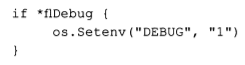 if *flDebug {
     os.Setenv("DEBUG", "1")
}